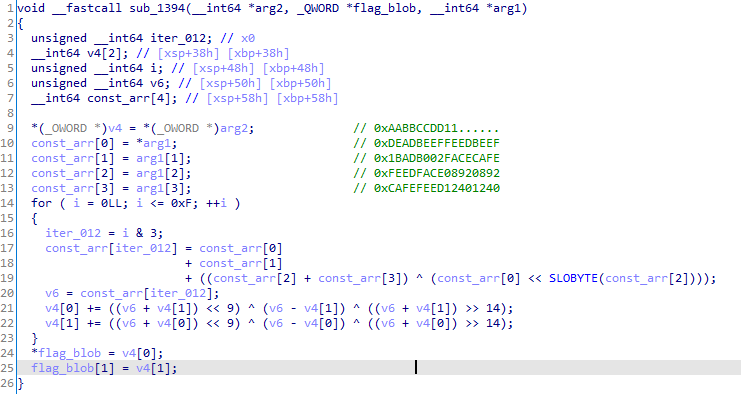 1 void __fastcall sub_1394(__int64 *arg2, _QWORD *flag_blob, __int64 *arg1)
2 {
3 unsigned __int64 iter_012; // x0
4 __int64 v4[2]; // [xsp+38h] [xbp+38h]
5 unsigned __int64 i; // [xsp+48h] [xbp+48h]
6 unsigned __int64 v6; // [xsp+50h] [xbp+50h]
7 __int64 const_arr[4]; // [xsp+58h] [xbp+58h]
8
9 *(_OWORD *)v4 = *(_OWORD *)arg2; // 0xAABBCCDD11......
10 const_arr[0] = *arg1; // 0xDEADBEEFFEEDBEEF
11 const_arr[1] = arg1[1]; // 0x1BADB002FACECAFE
12 const_arr[2] = arg1[2]; // 0xFEEDFACE08920892
13 const_arr[3] = arg1[3]; // 0xCAFEFEED12401240
14 for ( i = 0LL; i <= 0xF; ++i )
15 {
16 iter_012 = i & 3;
17 const_arr[iter_012] = const_arr[0]
18 + const_arr[1]
19 + ((const_arr[2] + const_arr[3]) ^ (const_arr[0] << SLOBYTE(const_arr[2])));
20 v6 = const_arr[iter_012];
21 v4[0] += ((v6 + v4[1]) << 9) ^ (v6 - v4[1]) ^ ((v6 + v4[1]) >> 14);
22 v4[1] += ((v6 + v4[0]) << 9) ^ (v6 - v4[0]) ^ ((v6 + v4[0]) >> 14);
23 }
24 *flag_blob = v4[0];
25 flag_blob[1] = v4[1];
26 }